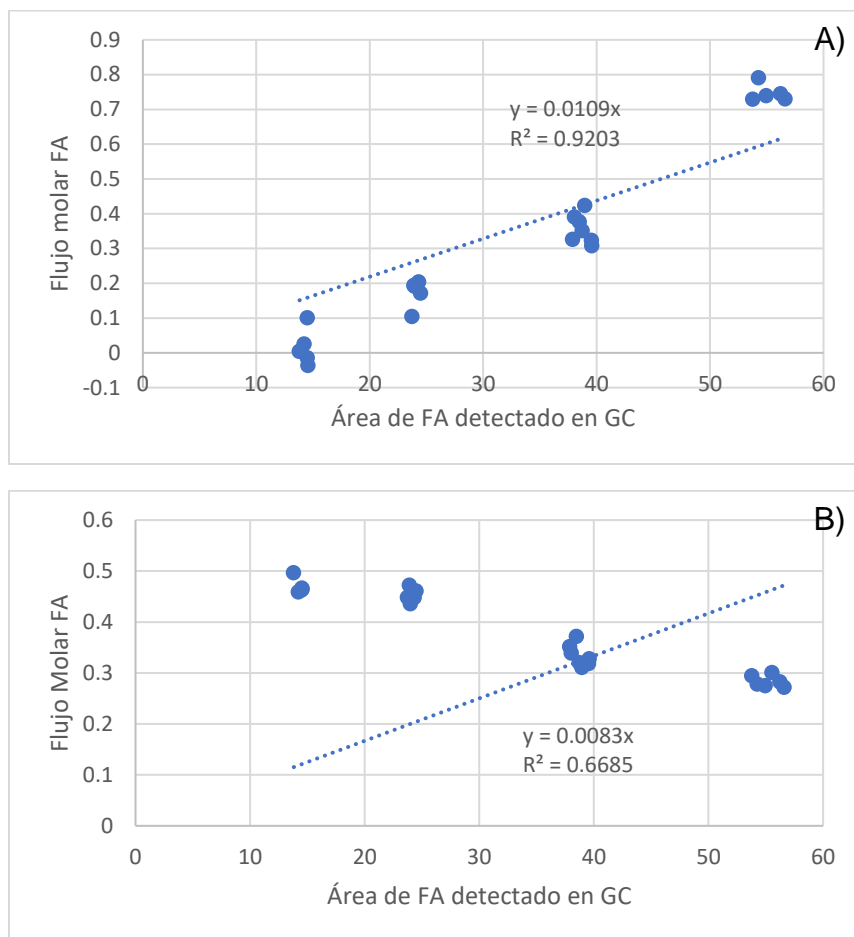 A)
0.9
0.8
0.7
0.6
0.5
0.4
0.3
0.2
0.1
0
-0.1
y = 0.0109x
R² = 0.9203
Flujo molar FA
0 10 20 30 40 50 60
Área de FA detectado en GC
B)
0.6
0.5
0.4
0.3
0.2
0.1
0
y = 0.0083x
R² = 0.6685
Flujo Molar FA
0 10 20 30 40 50 60
Área de FA detectado en GC